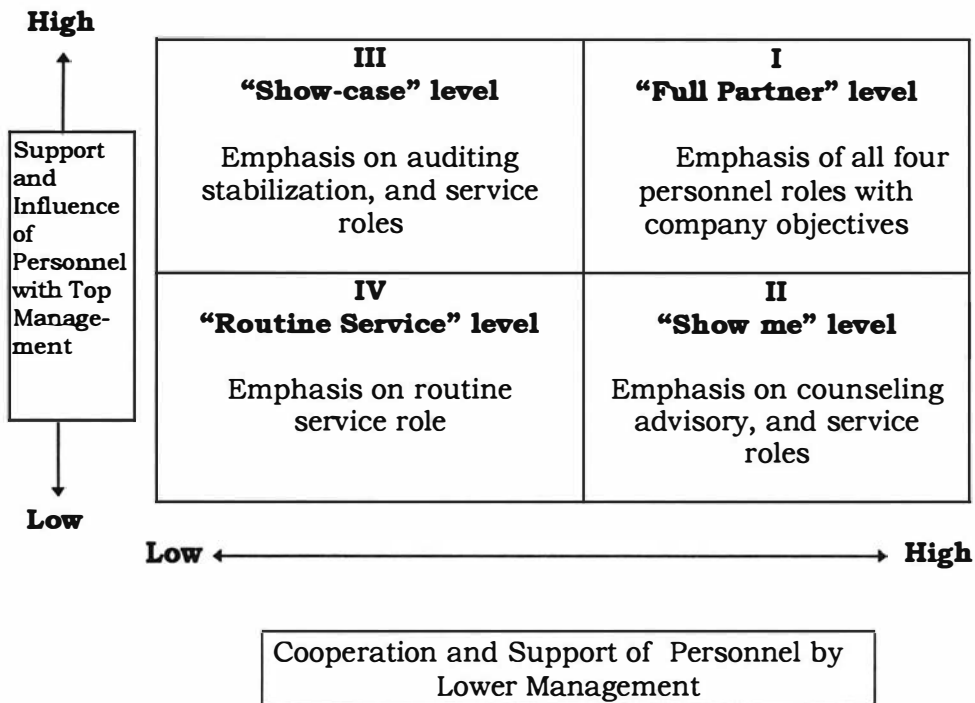 High
III
“Show-case” level
Emphasis on auditing
stabilization, and service
roles
I
“Full Partner” level
Emphasis of all four
personnel roles with
company objectives
Support
and
Influence
of
Personnel
with Top
Manage-
ment
IV
“Routine Service” level
Emphasis on routine
service role
II
“Show me” level
Emphasis on counseling
advisory, and service
roles
Low
Low
High
Cooperation and Support of Personnel by
Lower Management